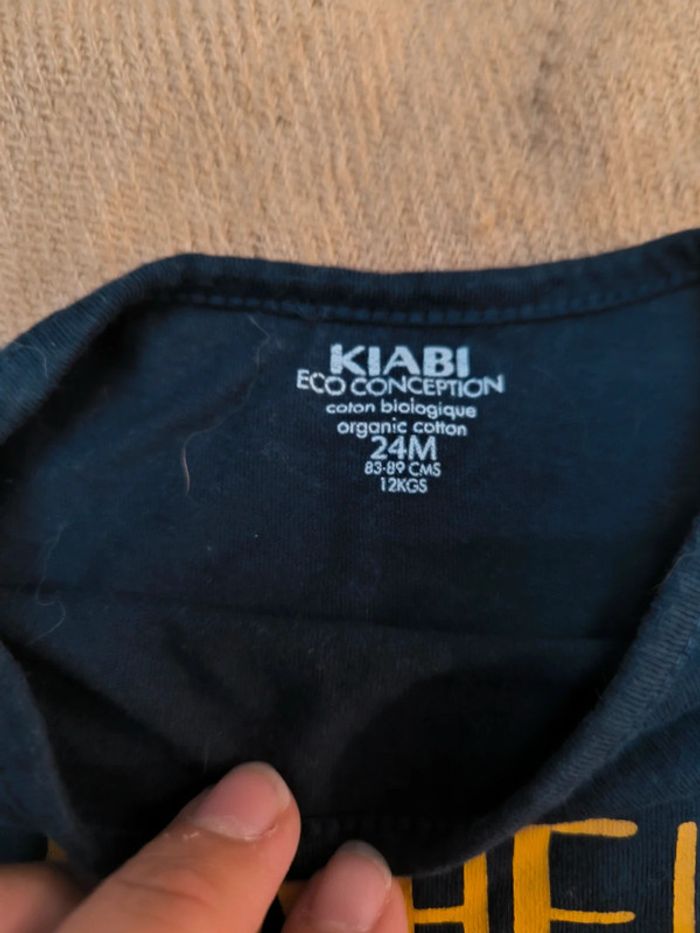 KIABI
ECO CONCEPTION
coton biologique
organic cotton
24M
83-89 CMS
12KGS